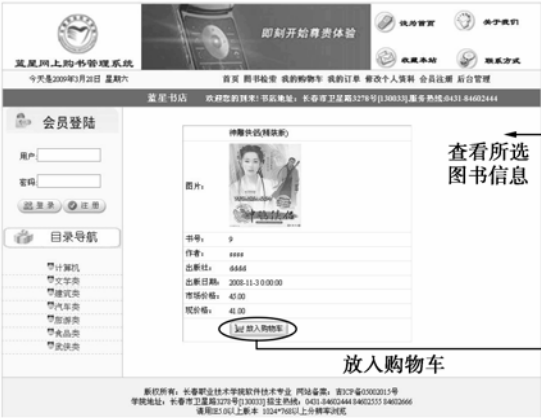 蓝星网上购书管理系统
即刻开始尊贵体验
设为首页
关于我们
收藏本站
联系方式
今天是2009年3月28日 星期六
首页 图书检索 我的购物车 我的订单 修改个人资料 会员注册 后台管理
蓝星书店 欢迎您的到来! 书店地址: 长春市卫星路3278号[130033].服务热线:0431-84602444
会员登陆
用户:
密码:
登录
注册
目录导航
计算机
文学类
建筑类
汽车类
旅游类
食品类
武侠类
神雕侠侣(精装版)
图片:
神雕侠侣
书号: 9
作者: aaaa
出版社: dddd
出版日期: 2008-11-3 0:00:00
市场价格: 45.00
现价格: 41.00
放入购物车
查看所选
图书信息
放入购物车
版权所有: 长春职业技术学院软件技术专业 网站备案: 吉ICP备05002015号
学院地址: 长春市卫星路3278号[130033] 招生热线: 0431-84602444 84602555 84602666
请用IE5.0以上版本 1024*768以上分辨率浏览